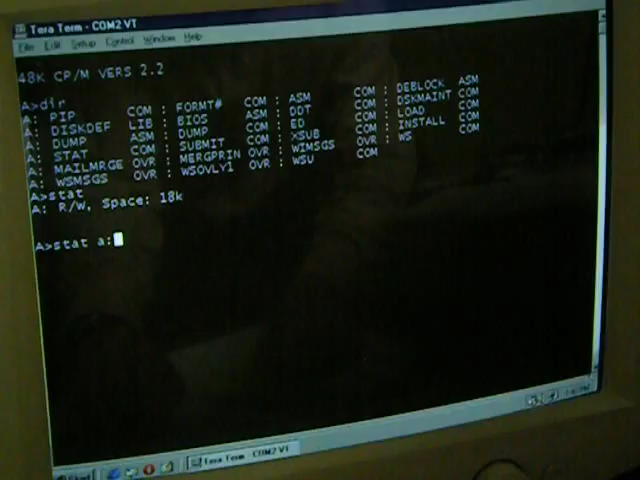 Tera Term - COM2 VT
File Edit Setup Control Window Help
48K CP/M VERS 2.2
A>dir
A: PIP COM : FORMT# COM : ASM COM : DEBLOCK ASM
A: DISKDEF LIB : BIOS ASM : DDT COM : DSKMAINT COM
A: DUMP ASM : DUMP COM : ED COM : LOAD COM
A: STAT COM : SUBMIT COM : XSUB COM : INSTALL COM
A: MAILMRGE OVR : MERGPRIN OVR : WIMSGS OVR : WS COM
A: WSMSGS OVR : WSOVLY1 OVR : WSU COM
A>stat
A: R/W, Space: 18k
A>stat a:
Start
Tera Term - COM2 VT